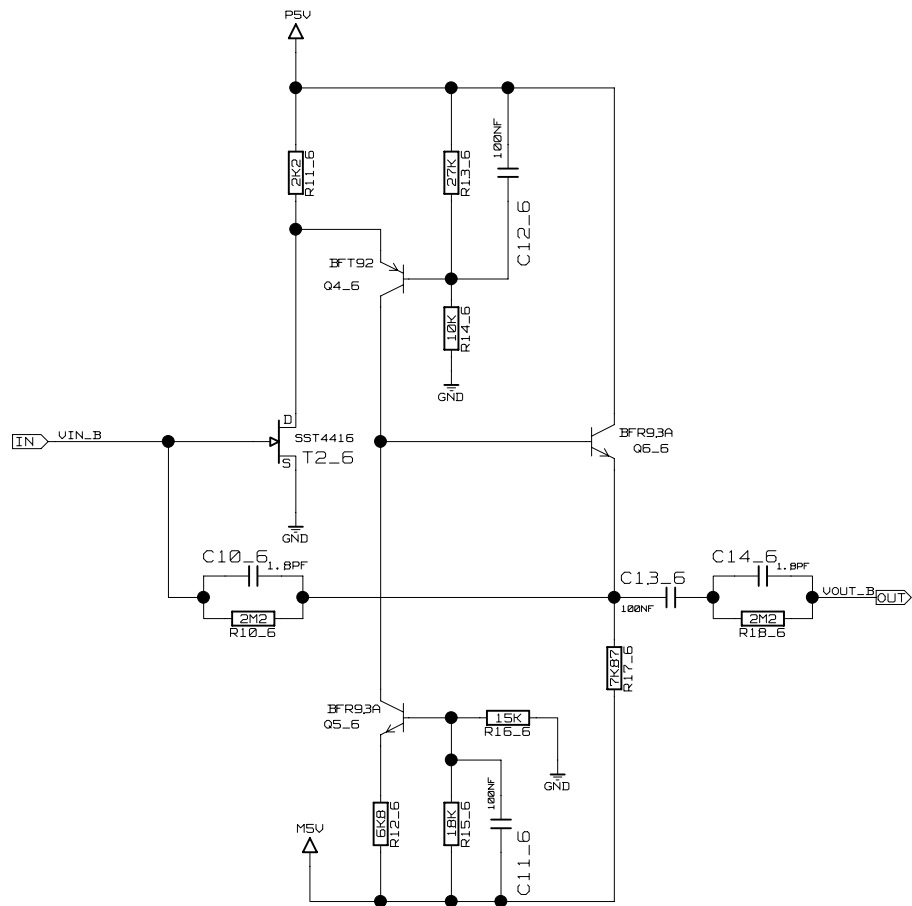 P5V
2K2
R11_6
27K
R13_6
100NF
C12_6
BFT92
Q4_6
10K
R14_6
GND
IN
VIN_B
D
S
SST4416
T2_6
GND
BFR93A
Q6_6
C10_6
1.8PF
2M2
R10_6
C13_6
100NF
C14_6
1.8PF
2M2
R18_6
VOUT_B
OUT
7K87
R17_6
BFR93A
Q5_6
15K
R16_6
GND
M5V
6K8
R12_6
18K
R15_6
100NF
C11_6